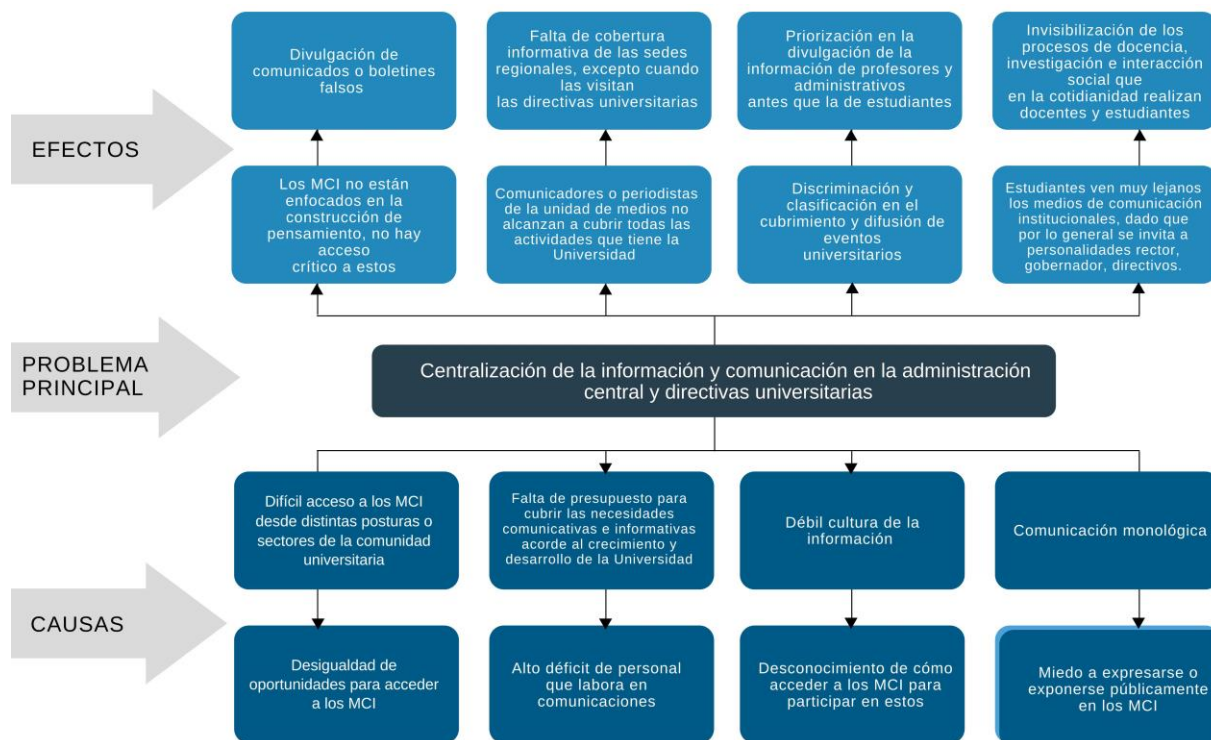 Divulgación de
comunicados o boletines
falsos
Falta de cobertura
informativa de las sedes
regionales, excepto cuando
las visitan
las directivas universitarias
Priorización en la
divulgación de la
información de profesores y
administrativos
antes que la de estudiantes
Invisibilización de los
procesos de docencia,
investigación e interacción
social que
en la cotidianidad realizan
docentes y estudiantes
EFECTOS
Los MCI no están
enfocados en la
construcción de
pensamiento, no hay
acceso
crítico a estos
Comunicadores o periodistas
de la unidad de medios no
alcanzan a cubrir todas las
actividades que tiene la
Universidad
Discriminación y
clasificación en el
cubrimiento y difusión de
eventos
universitarios
Estudiantes ven muy lejanos
los medios de comunicación
institucionales, dado que
por lo general se invita a
personalidades rector,
gobernador, directivos.
PROBLEMA
PRINCIPAL
Centralización de la información y comunicación en la administración
central y directivas universitarias
Difícil acceso a los MCI
desde distintas posturas o
sectores de la comunidad
universitaria
Falta de presupuesto para
cubrir las necesidades
comunicativas e informativas
acorde al crecimiento y
desarrollo de la Universidad
Débil cultura de la
información
Comunicación monológica
CAUSAS
Desigualdad de
oportunidades para acceder
a los MCI
Alto déficit de personal
que labora en
comunicaciones
Desconocimiento de cómo
acceder a los MCI para
participar en estos
Miedo a expresarse o
exponerse públicamente
en los MCI